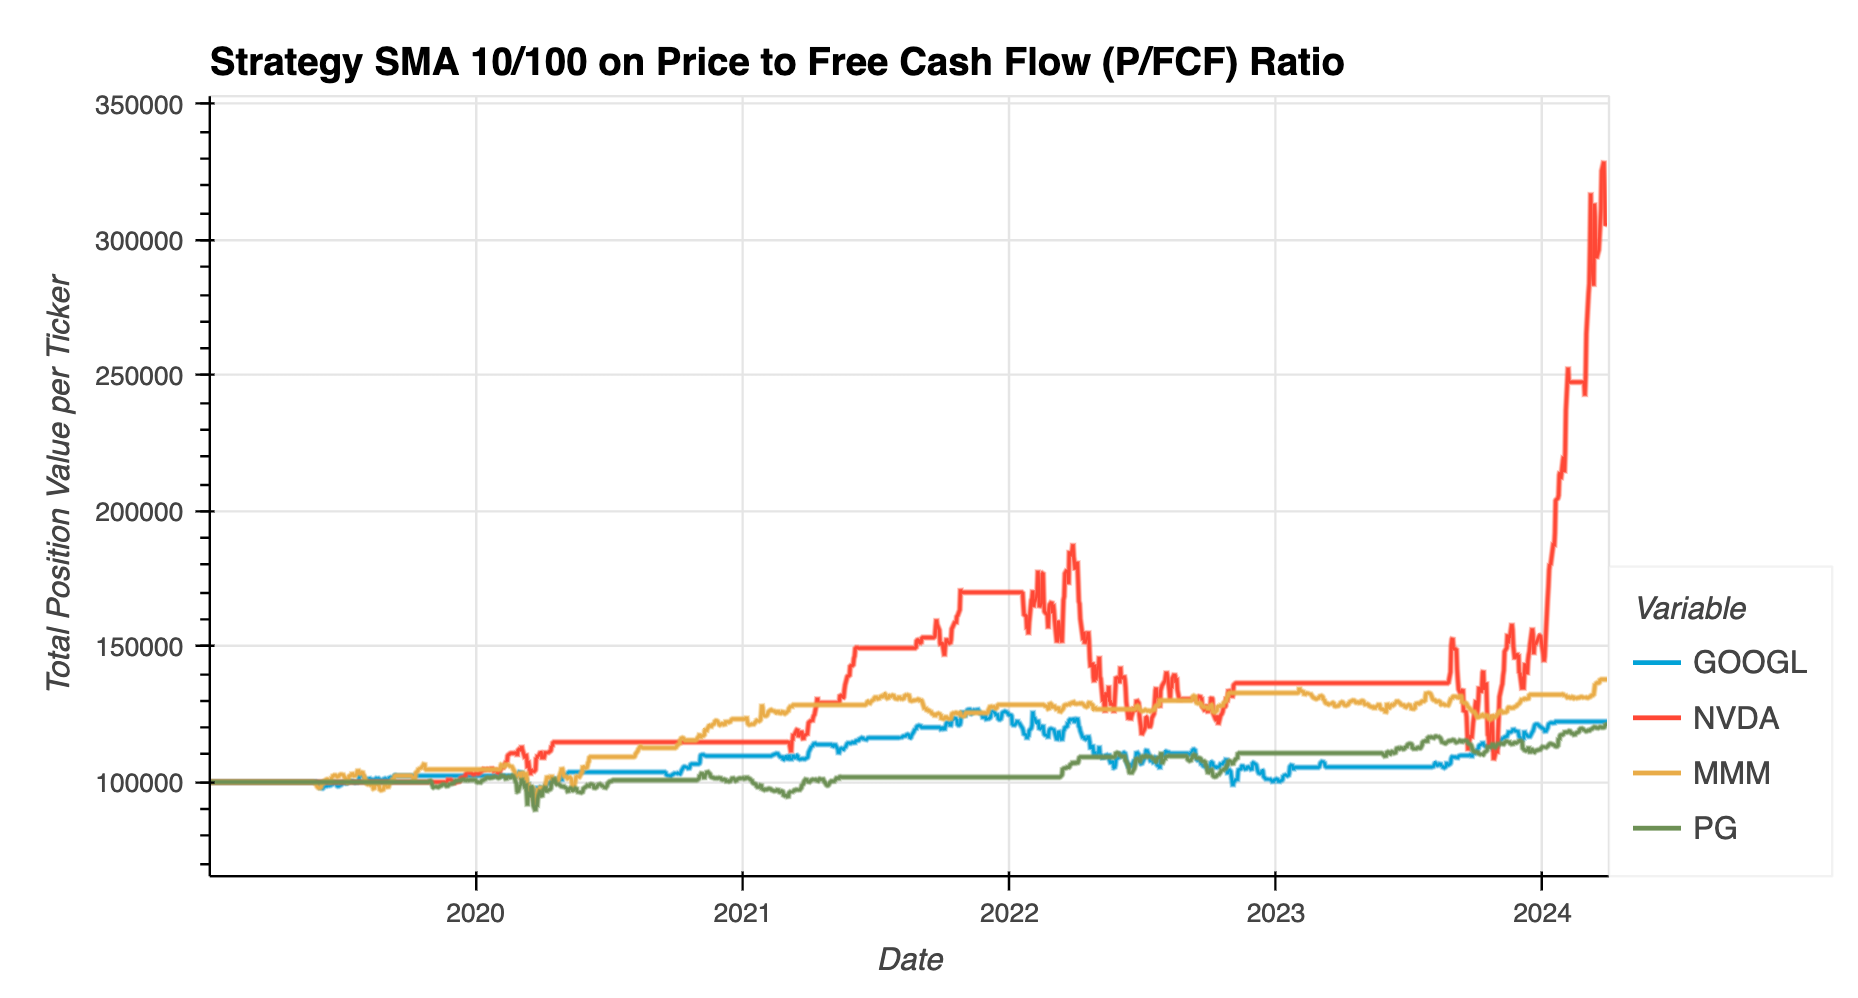 Strategy SMA 10/100 on Price to Free Cash Flow (P/FCF) Ratio
350000
300000
250000
200000
150000
100000
Total Position Value per Ticker
2020
2021
2022
2023
2024
Date
Variable
GOOGL
NVDA
MMM
PG